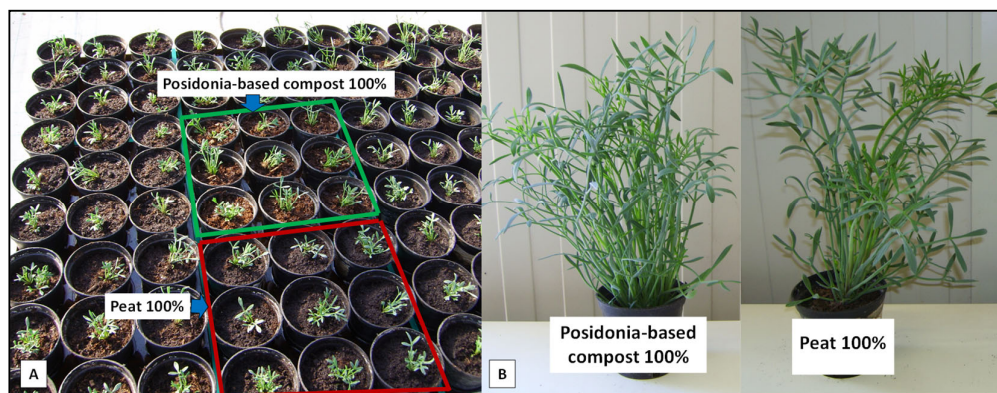 Posidonia-based compost 100%
Peat 100%
A
Posidonia-based
compost 100%
B
Peat 100%